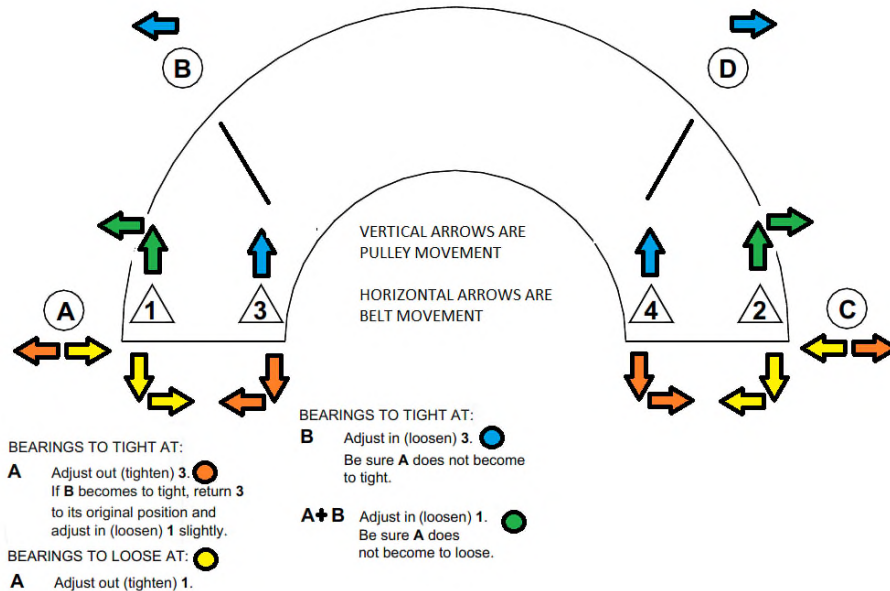 B
D
VERTICAL ARROWS ARE
PULLEY MOVEMENT
HORIZONTAL ARROWS ARE
BELT MOVEMENT
A
1
3
4
2
C
BEARINGS TO TIGHT AT:
A Adjust out (tighten) 3.
If B becomes to tight, return 3
to its original position and
adjust in (loosen) 1 slightly.
BEARINGS TO LOOSE AT:
A Adjust out (tighten) 1.
BEARINGS TO TIGHT AT:
B Adjust in (loosen) 3.
Be sure A does not become
to tight.
A+B Adjust in (loosen) 1.
Be sure A does
not become to loose.